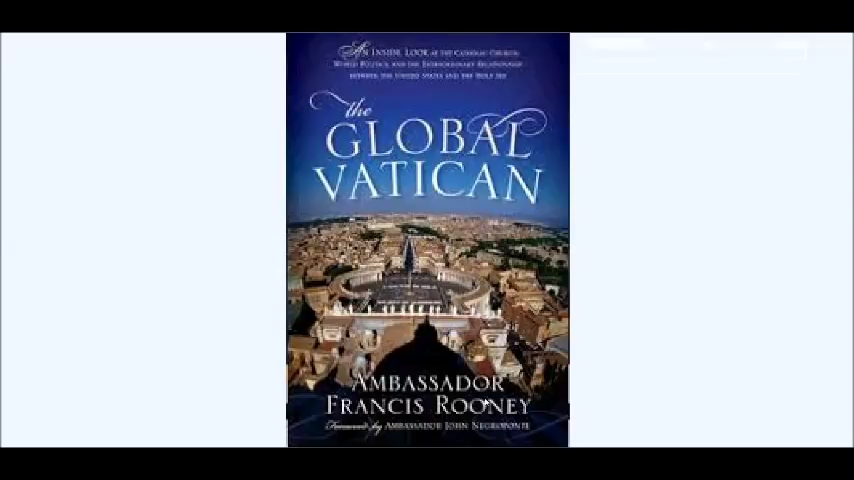 AN INSIDE LOOK AT THE CATHOLIC CHURCH,
WORLD POLITICS, AND THE EXTRAORDINARY RELATIONSHIP
BETWEEN THE UNITED STATES AND THE HOLY SEE
the
GLOBAL
VATICAN
AMBASSADOR
FRANCIS ROONEY
Foreword by AMBASSADOR JOHN NEGROPONTE